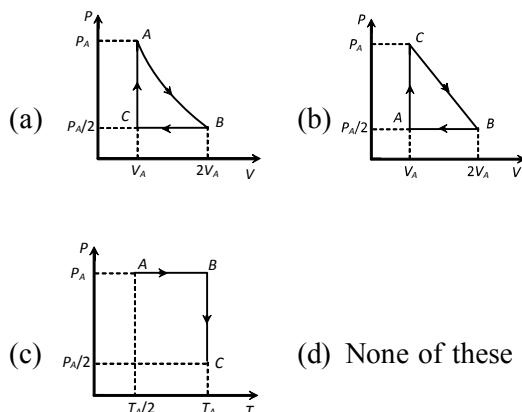 (a)
P
P_A
A
C
B
P_A/2
V_A
2V_A
V
(b)
P
P_A
C
A
B
P_A/2
V_A
2V_A
V
(c)
P
P_A
A
B
C
P_A/2
T_A/2
T_A
T
(d) None of these